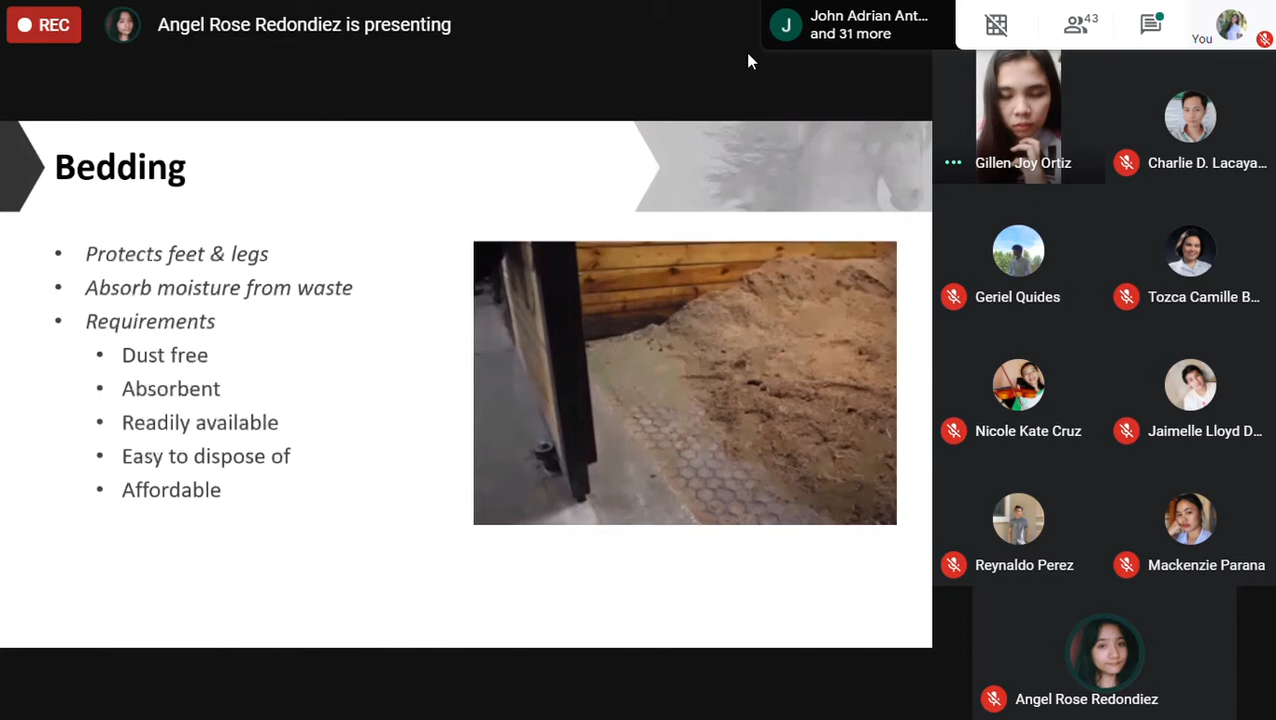 REC
Angel Rose Redondiez is presenting
J
John Adrian Ant...
and 31 more
43
You
Bedding
• Protects feet & legs
• Absorb moisture from waste
• Requirements
• Dust free
• Absorbent
• Readily available
• Easy to dispose of
• Affordable
Gillen Joy Ortiz
Charlie D. Lacaya...
Geriel Quides
Tozca Camille B...
Nicole Kate Cruz
Jaimelle Lloyd D...
Reynaldo Perez
Mackenzie Parana
Angel Rose Redondiez